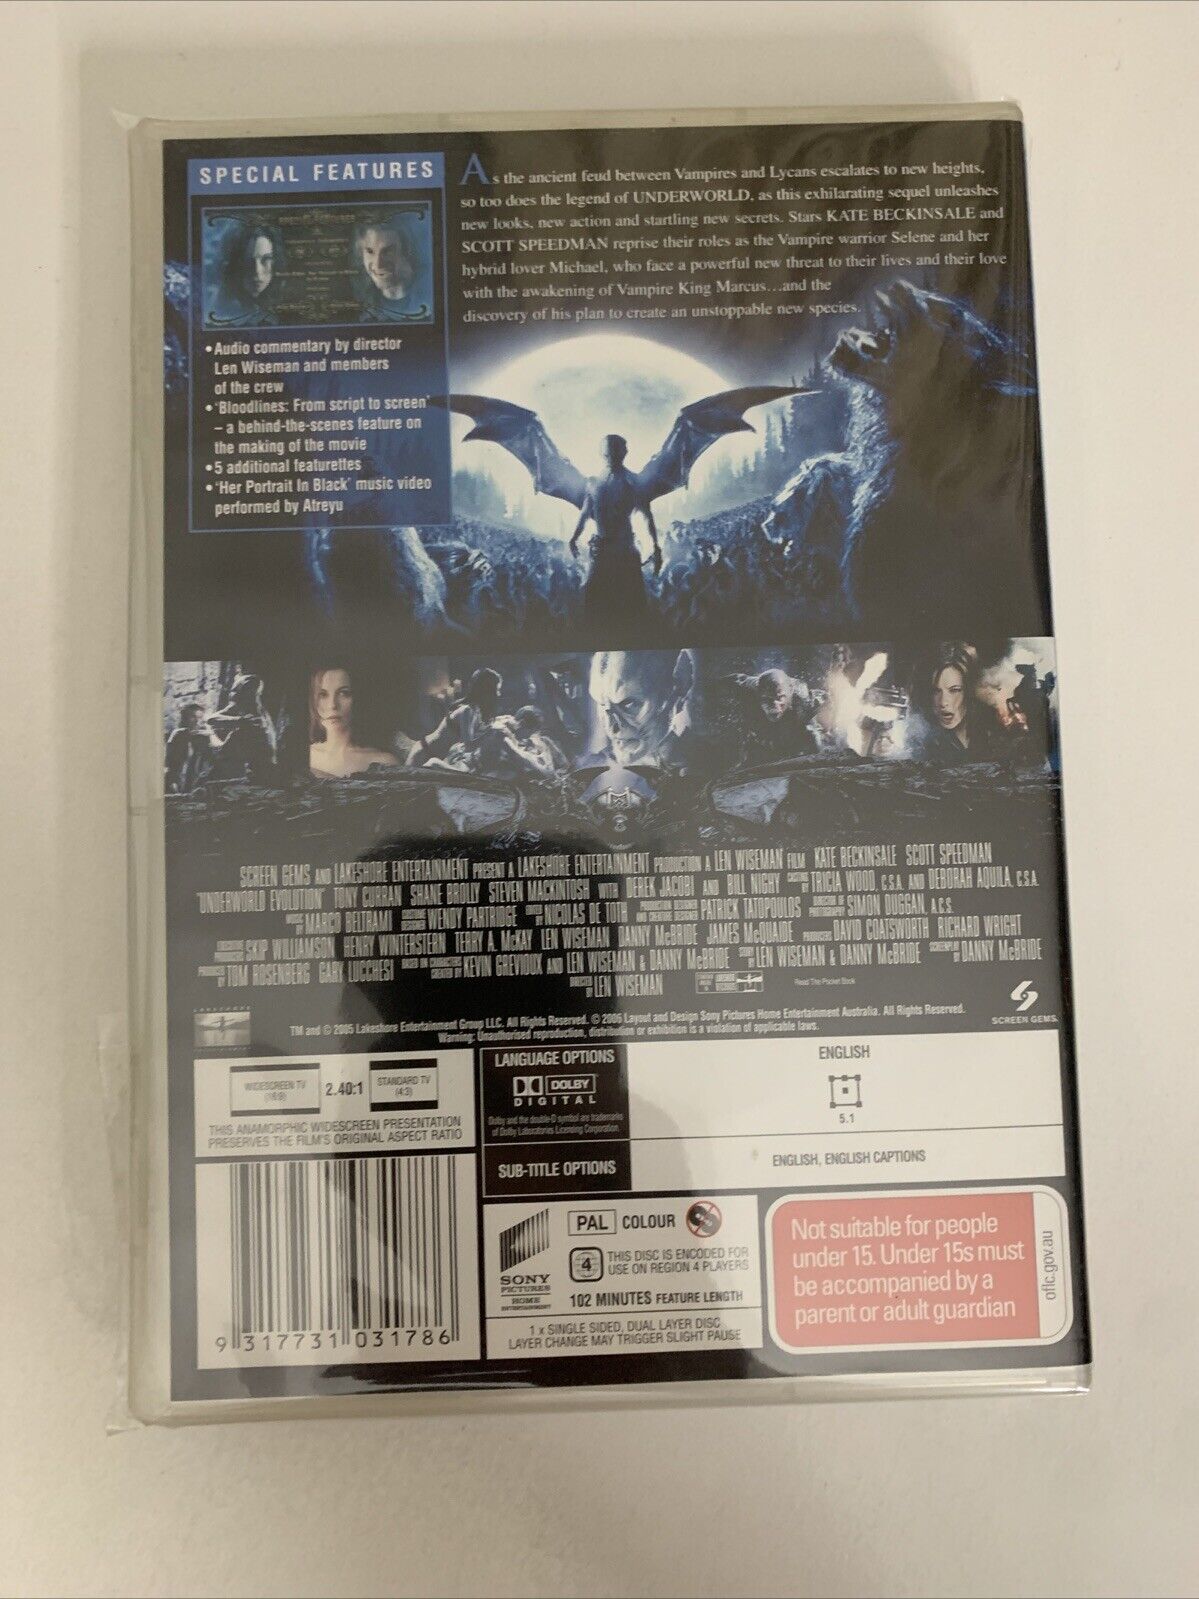 SPECIAL FEATURES
•Audio commentary by director
Len Wiseman and members
of the crew
•'Bloodlines: From script to screen'
– a behind-the-scenes feature on
the making of the movie
•5 additional featurettes
•'Her Portrait In Black' music video
performed by Atreyu
As the ancient feud between Vampires and Lycans escalates to new heights,
so too does the legend of UNDERWORLD, as this exhilarating sequel unleashes
new looks, new action and startling new secrets. Stars KATE BECKINSALE and
SCOTT SPEEDMAN reprise their roles as the Vampire warrior Selene and her
hybrid lover Michael, who face a powerful new threat to their lives and their love
with the awakening of Vampire King Marcus...and the
discovery of his plan to create an unstoppable new species.
SCREEN GEMS AND LAKESHORE ENTERTAINMENT PRESENT A LAKESHORE ENTERTAINMENT PRODUCTION A LEN WISEMAN FILM KATE BECKINSALE SCOTT SPEEDMAN
"UNDERWORLD EVOLUTION" TONY CURRAN SHANE BROLLY STEVEN MACKINTOSH WITH DEREK JACOBI AND BILL NIGHY CASTING BY TRICIA WOOD, C.S.A. AND DEBORAH AQUILA, C.S.A.
MUSIC BY MARCO BELTRAMI COSTUME DESIGNER WENDY PARTRIDGE NICOLAS DE TOTH PRODUCTION DESIGNER AND CREATURE DESIGNER PATRICK TATOPOULOS DIRECTOR OF PHOTOGRAPHY SIMON DUGGAN, A.C.S.
EXECUTIVE PRODUCERS SKIP WILLIAMSON HENRY WINTERSTERN TERRY A. McKAY LEN WISEMAN DANNY McBRIDE JAMES McQUAIDE PRODUCERS DAVID COATSWORTH RICHARD WRIGHT
PRODUCED BY TOM ROSENBERG GARY LUCCHESI BASED ON CHARACTERS CREATED BY KEVIN GREVIOUX AND LEN WISEMAN & DANNY McBRIDE STORY BY LEN WISEMAN & DANNY McBRIDE SCREENPLAY BY DANNY McBRIDE
DIRECTED BY LEN WISEMAN
Read The Pocket Book
LAKESHORE
SCREEN GEMS
TM and © 2005 Lakeshore Entertainment Group LLC. All Rights Reserved. © 2006 Layout and Design Sony Pictures Home Entertainment Australia. All Rights Reserved.
Warning: Unauthorised reproduction, distribution or exhibition is a violation of applicable laws.
WIDESCREEN TV
(16:9)
2.40:1
STANDARD TV
(4:3)
THIS ANAMORPHIC WIDESCREEN PRESENTATION
PRESERVES THE FILM'S ORIGINAL ASPECT RATIO
LANGUAGE OPTIONS
DOLBY
DIGITAL
Dolby and the double-D symbol are trademarks
of Dolby Laboratories Licensing Corporation.
ENGLISH
5.1
SUB-TITLE OPTIONS
ENGLISH, ENGLISH CAPTIONS
9 317731 031786
SONY
PICTURES
HOME
ENTERTAINMENT
PAL COLOUR
4
THIS DISC IS ENCODED FOR
USE ON REGION 4 PLAYERS
102 MINUTES FEATURE LENGTH
1 x SINGLE SIDED, DUAL LAYER DISC
LAYER CHANGE MAY TRIGGER SLIGHT PAUSE
Not suitable for people
under 15. Under 15s must
be accompanied by a
parent or adult guardian
oflc.gov.au